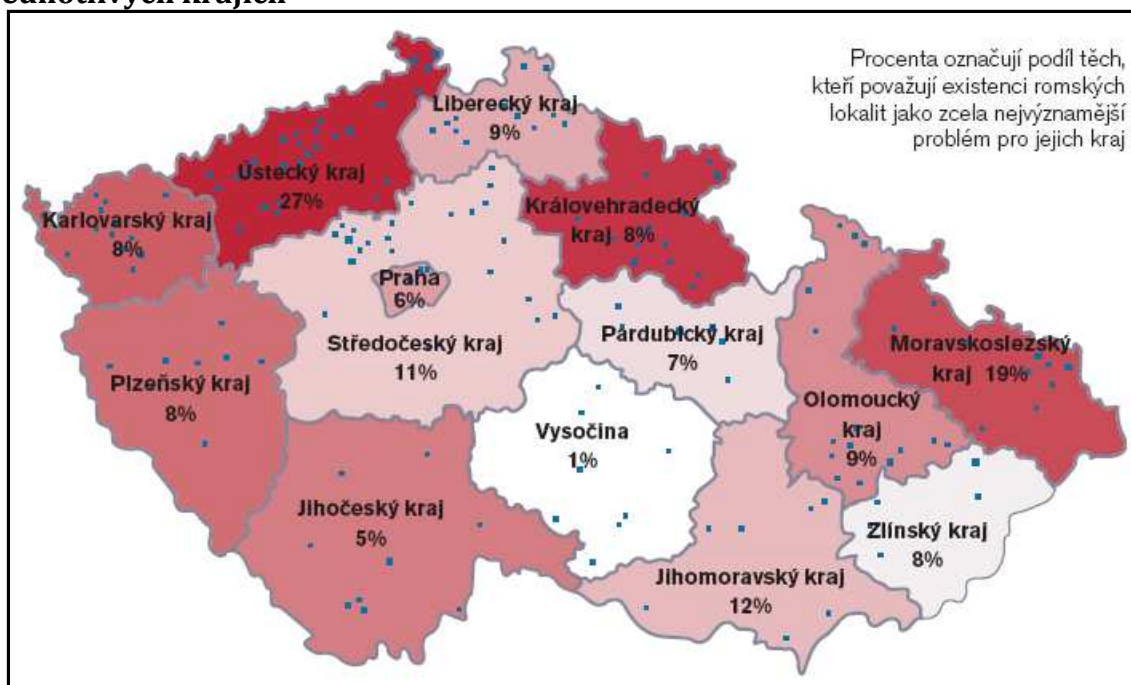 Procenta označují podíl těch,
kteří považují existenci romských
lokalit jako zcela nejvýznamější
problém pro jejich kraj
Liberecký kraj
9%
Ústecký kraj
27%
Královehradecký
kraj 8%
Karlovarský kraj
8%
Praha
6%
Středočeský kraj
11%
Pardubický kraj
7%
Moravskoslezský
kraj 19%
Plzeňský kraj
8%
Olomoucký
kraj
9%
Vysočina
1%
Jihočeský kraj
5%
Zlínský kraj
8%
Jihomoravský kraj
12%